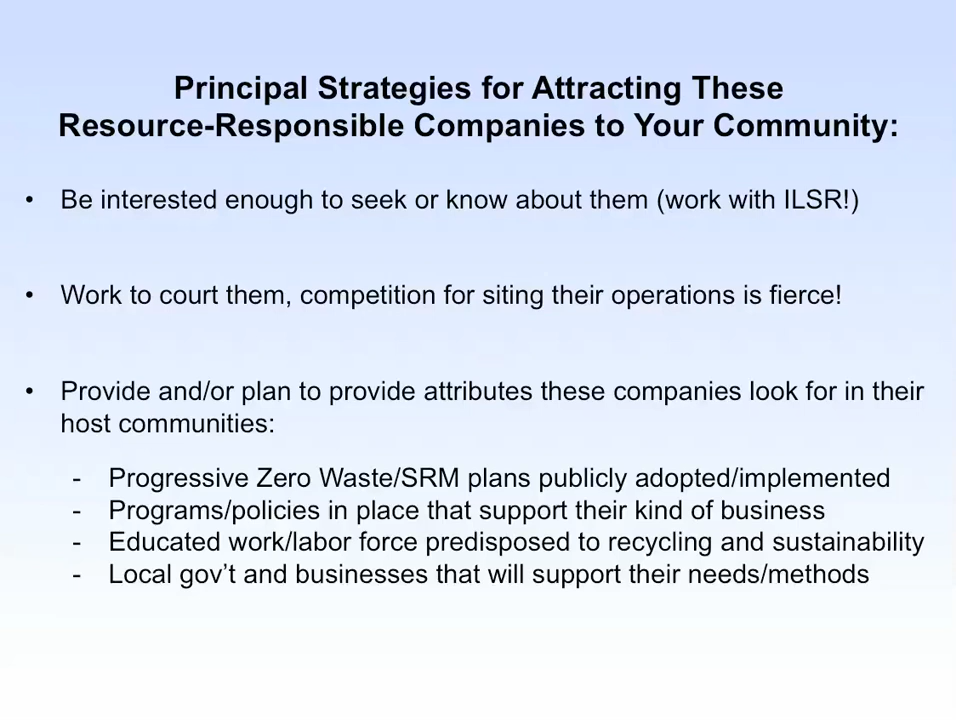 Principal Strategies for Attracting These
Resource-Responsible Companies to Your Community:
• Be interested enough to seek or know about them (work with ILSR!)
• Work to court them, competition for siting their operations is fierce!
• Provide and/or plan to provide attributes these companies look for in their
host communities:
- Progressive Zero Waste/SRM plans publicly adopted/implemented
- Programs/policies in place that support their kind of business
- Educated work/labor force predisposed to recycling and sustainability
- Local gov’t and businesses that will support their needs/methods